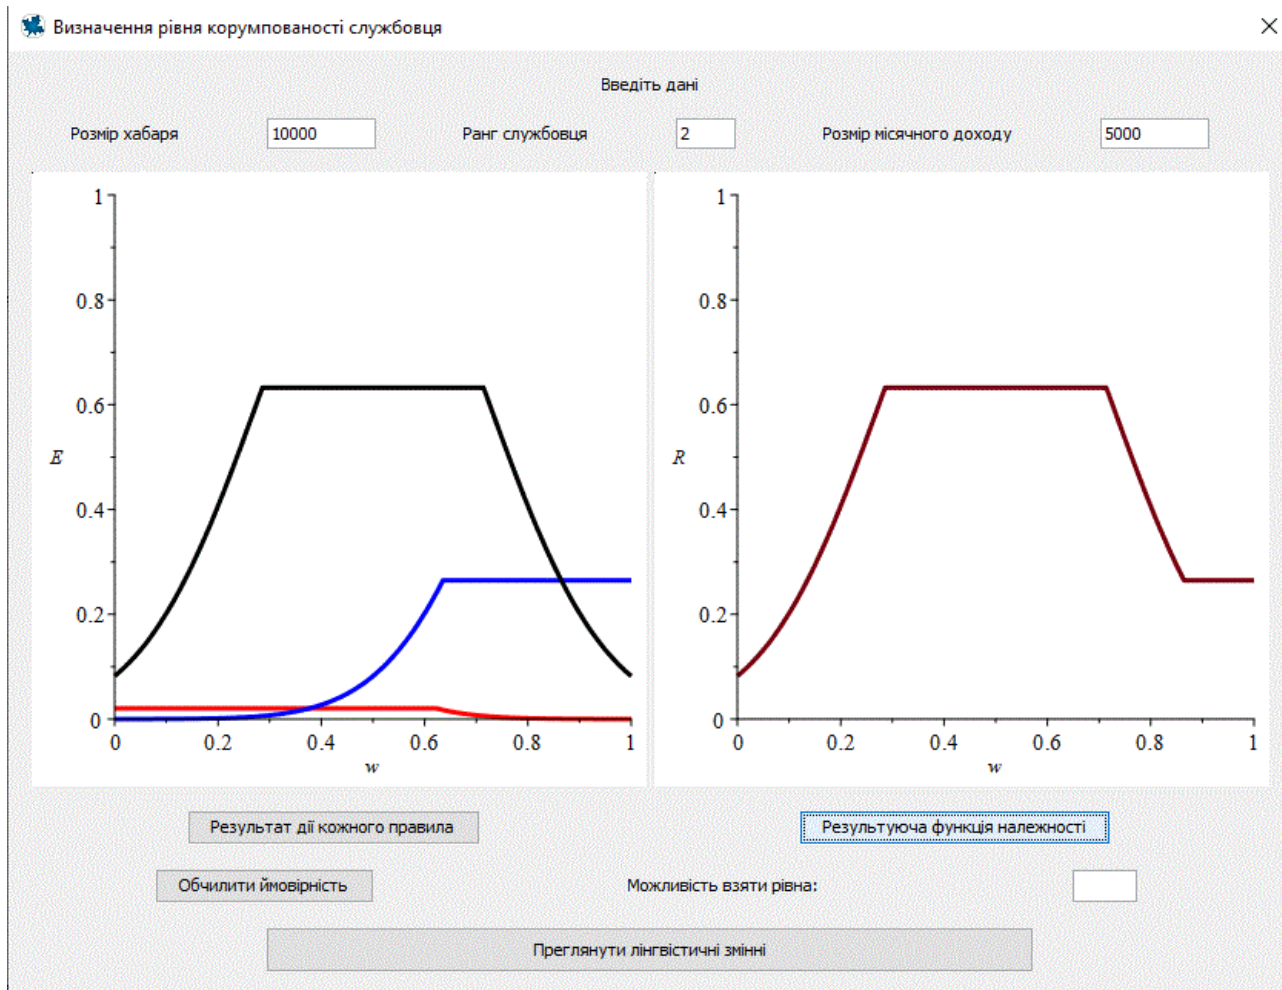 Визначення рівня корумпованості службовця
Введіть дані
Розмір хабаря 10000 Ранг службовця 2 Розмір місячного доходу 5000
1
0.8
0.6
E
0.4
0.2
0
0 0.2 0.4 0.6 0.8 1
w
1
0.8
0.6
R
0.4
0.2
0
0 0.2 0.4 0.6 0.8 1
w
Результат дії кожного правила Результуюча функція належності
Обчилити ймовірність Можливість взяти рівна:
Преглянути лінгвістичні змінні